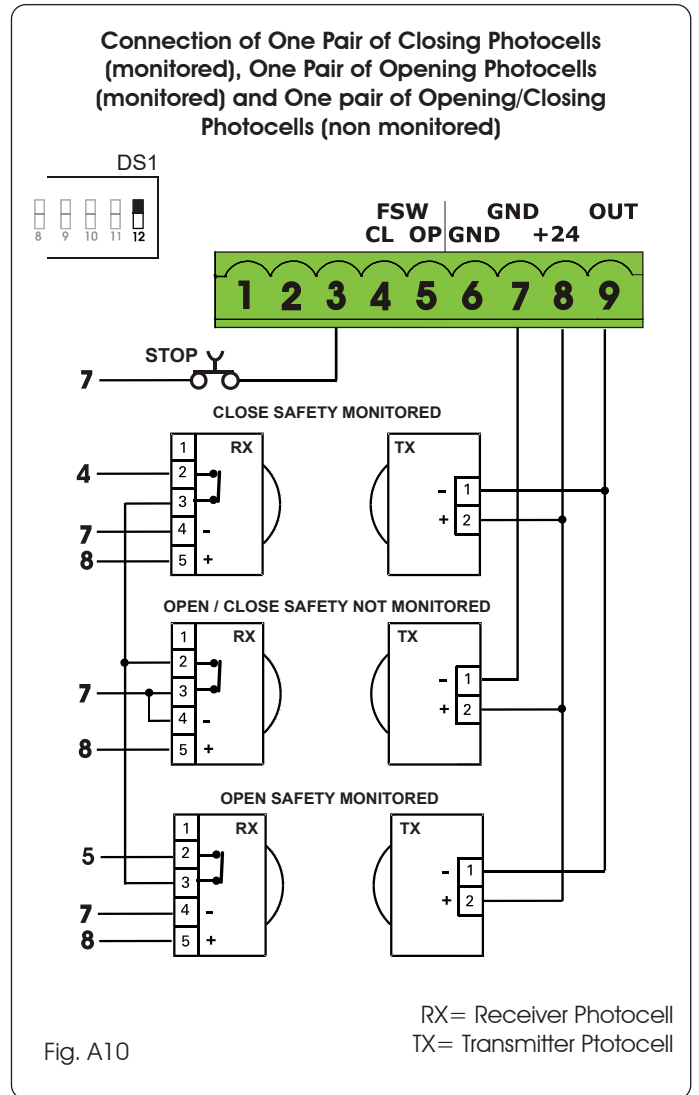 Connection of One Pair of Closing Photocells
(monitored), One Pair of Opening Photocells
(monitored) and One pair of Opening/Closing
Photocells (non monitored)
DS1
8 9 10 11 12
FSW GND OUT
CL OP GND +24
1 2 3 4 5 6 7 8 9
STOP
7
CLOSE SAFETY MONITORED
1 RX TX
4 2
3 - 1
7 4 - + 2
8 5 +
OPEN / CLOSE SAFETY NOT MONITORED
1 RX TX
2
7 3 - 1
4 - + 2
8 5 +
OPEN SAFETY MONITORED
1 RX TX
5 2
3 - 1
7 4 - + 2
8 5 +
RX= Receiver Photocell
TX= Transmitter Ptotocell
Fig. A10